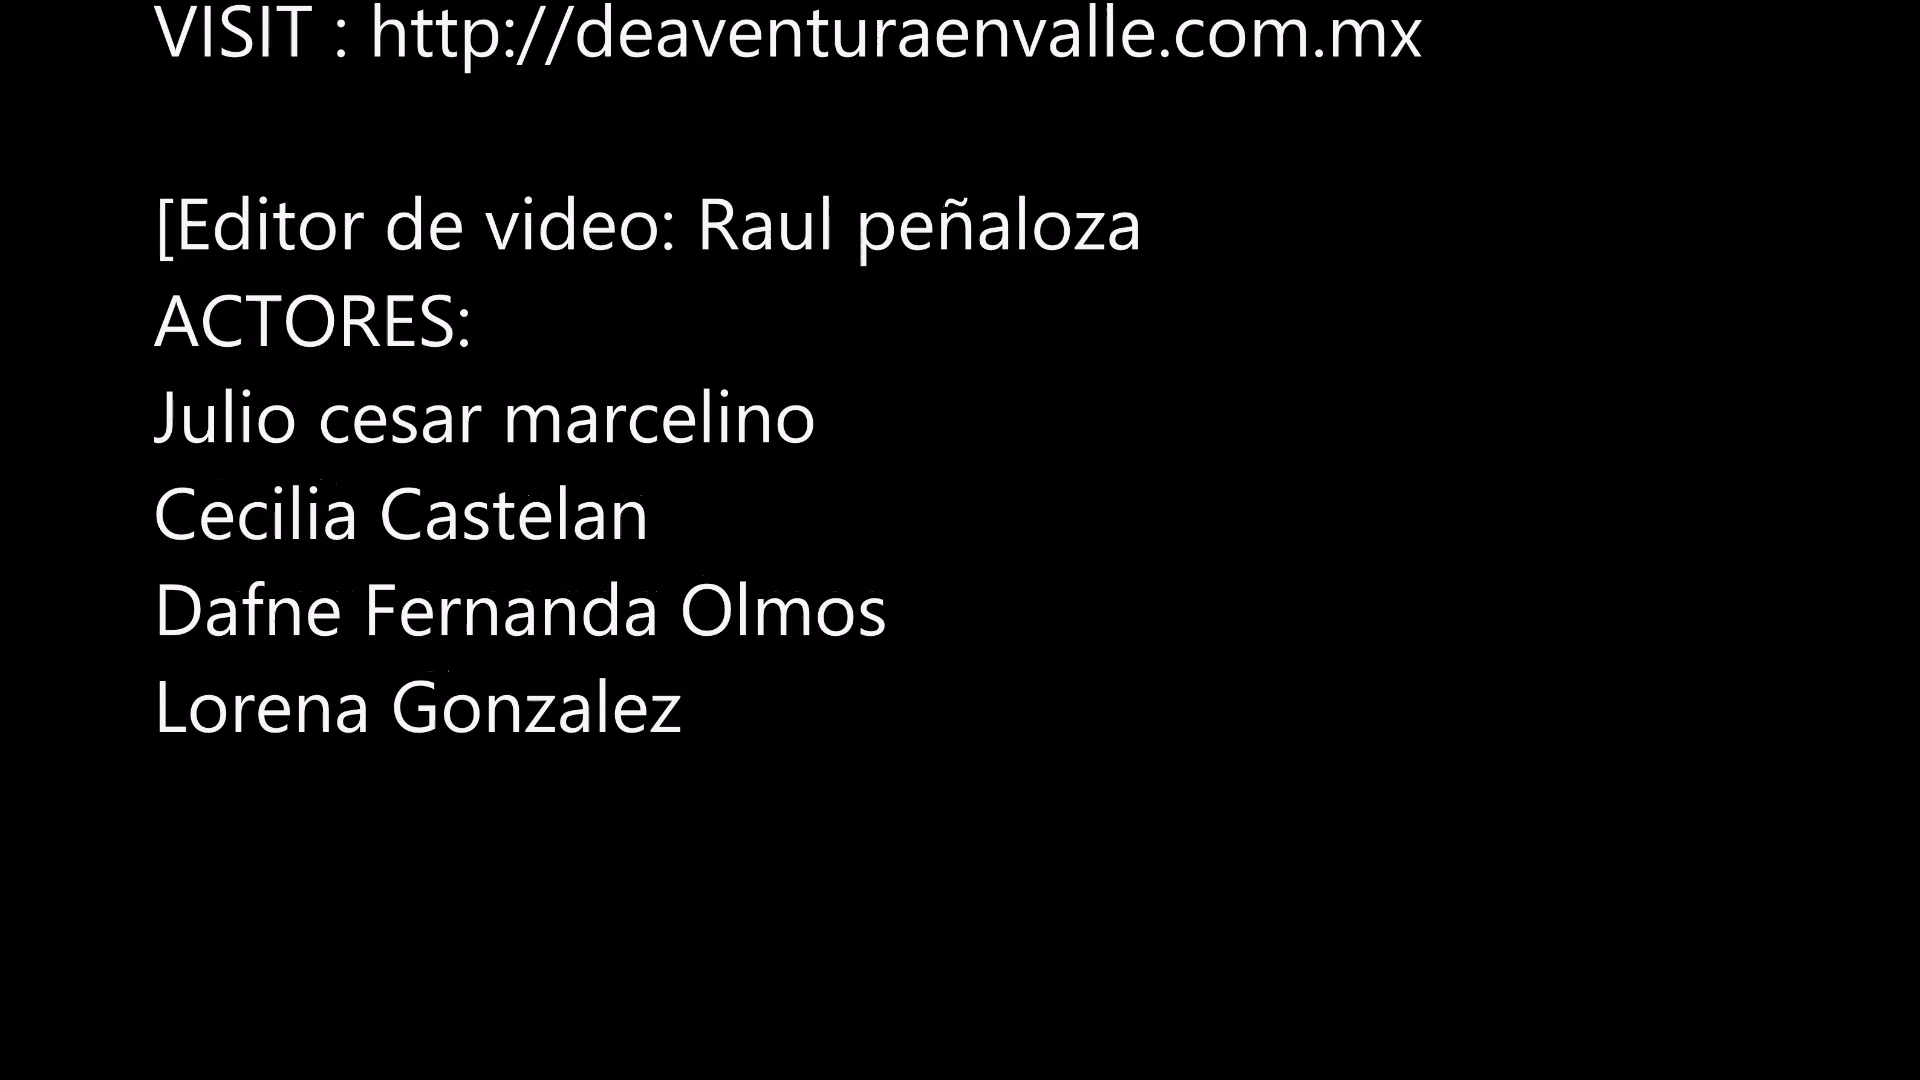 VISIT : http://deaventuraenvalle.com.mx
[Editor de video: Raul peñaloza
ACTORES:
Julio cesar marcelino
Cecilia Castelan
Dafne Fernanda Olmos
Lorena Gonzalez